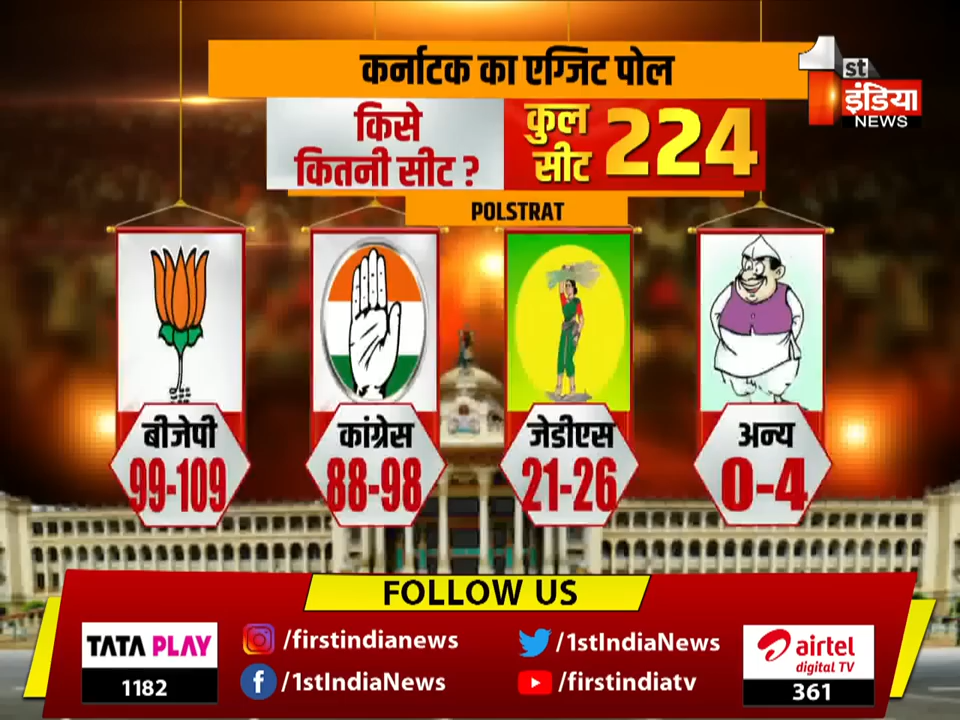 कर्नाटक का एग्जिट पोल
1st
इंडिया
NEWS
किसे
कितनी सीट ?
कुल
सीट
224
POLSTRAT
बीजेपी
99-109
कांग्रेस
88-98
जेडीएस
21-26
अन्य
0-4
FOLLOW US
TATA PLAY
1182
/firstindianews
/1stIndiaNews
/1stIndiaNews
/firstindiatv
airtel
digital TV
361